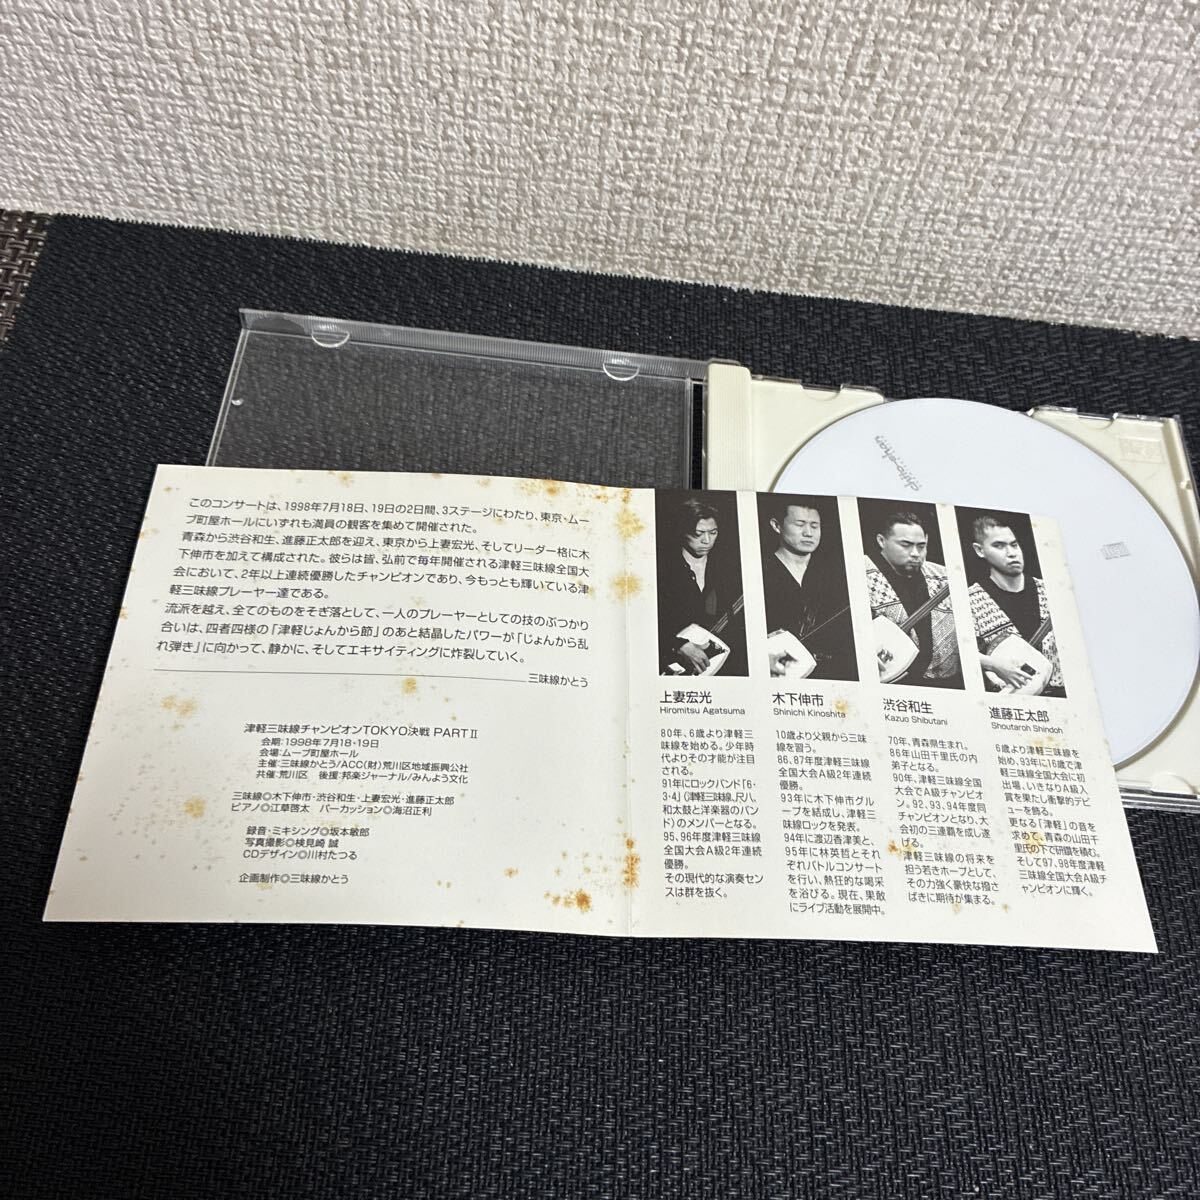 このコンサートは、1998年7月18日、19日の2日間、3ステージにわたり、東京・ムー
ブ町屋ホールにいずれも満員の観客を集めて開催された。
青森から渋谷和生、進藤正太郎を迎え、東京から上妻宏光、そしてリーダー格に木
下伸市を加えて構成された。彼らは皆、弘前で毎年開催される津軽三味線全国大
会において、2年以上連続優勝したチャンピオンであり、今もっとも輝いている津
軽三味線プレーヤー達である。
流派を越え、全てのものをそぎ落として、一人のプレーヤーとしての技のぶつかり
合いは、四者四様の「津軽じょんから節」のあと結晶したパワーが「じょんから乱
れ弾き」に向かって、静かに、そしてエキサイティングに炸裂していく。
三味線かとう
津軽三味線チャンピオンTOKYO決戦 PARTⅡ
会期:1998年7月18・19日
会場:ムーブ町屋ホール
主催:三味線かとう/ACC(財)荒川区地域振興公社
共催:荒川区 後援:邦楽ジャーナル/みんよう文化
三味線◎木下伸市・渋谷和生・上妻宏光・進藤正太郎
ピアノ◎江草啓太 パーカッション◎海沼正利
録音・ミキシング◎坂本敏郎
写真撮影◎検見崎 誠
CDデザイン◎川村たつる
企画制作◎三味線かとう
上妻宏光
Hiromitsu Agatsuma
80年、6歳より津軽三
味線を始める。少年時
代よりその才能が注目
される。
91年にロックバンド「6・
3・4」(津軽三味線、尺八、
和太鼓と洋楽器のバン
ド)のメンバーとなる。
95、96年度津軽三味線
全国大会A級2年連続
優勝。
その現代的な演奏セン
スは群を抜く。
木下伸市
Shinichi Kinoshita
10歳より父親から三味
線を習う。
86、87年度津軽三味線
全国大会A級2年連続
優勝。
93年に木下伸市グル
ープを結成し、津軽三
味線ロックを発表。
94年に渡辺香津美と、
95年に林英哲とそれ
ぞれバトルコンサート
を行い、熱狂的な喝采
を浴びる。現在、果敢
にライブ活動を展開中。
渋谷和生
Kazuo Shibutani
70年、青森県生まれ。
86年山田千里氏の内
弟子となる。
90年、津軽三味線全国
大会でA級チャンピオ
ン。92、93、94年度同
チャンピオンとなり、大
会初の三連覇を成し遂
げる。
津軽三味線の将来を
担う若きホープとして、
その力強く豪快な撥さ
ばきに期待が集まる。
進藤正太郎
Shoutaroh Shindoh
6歳より津軽三味線を
始め、93年に16歳で津
軽三味線全国大会に初
出場、いきなりA級入
賞を果たし衝撃的デビ
ューを飾る。
更なる「津軽」の音を
求めて、青森の山田千
里氏の下で研鑽を積む。
そして97、98年度津軽
三味線全国大会A級チ
ャンピオンに輝く。